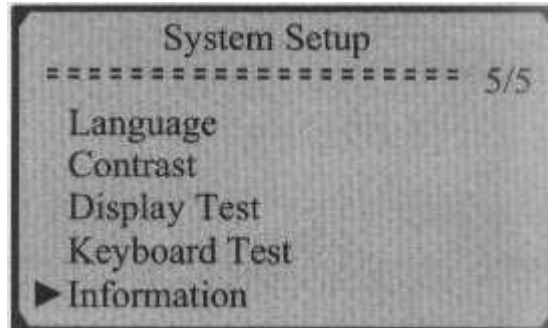 System Setup
==================== 5/5
Language
Contrast
Display Test
Keyboard Test
►Information